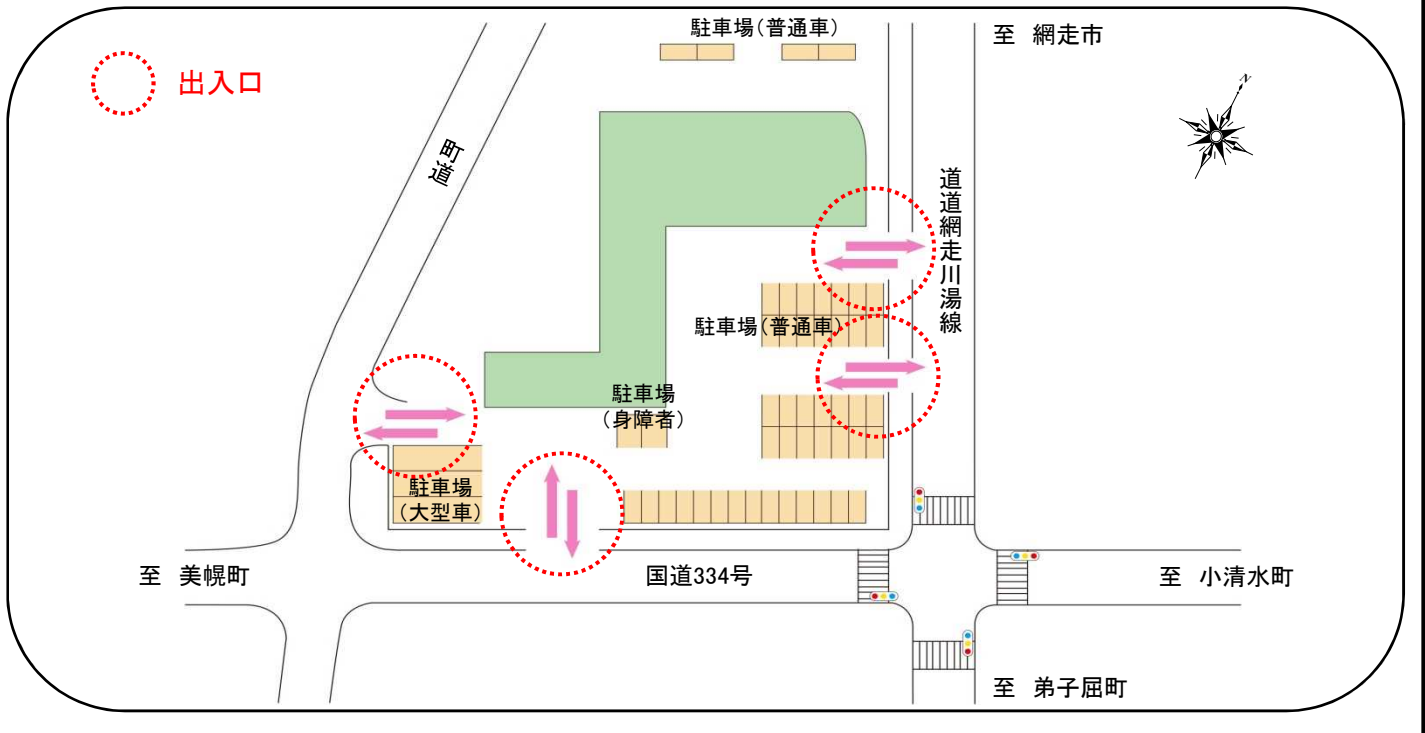 駐車場(普通車)
至 網走市
出入口
N
町道
道道網走川湯線
駐車場(普通車)
駐車場
(身障者)
駐車場
(大型車)
至 美幌町
国道334号
至 小清水町
至 弟子屈町